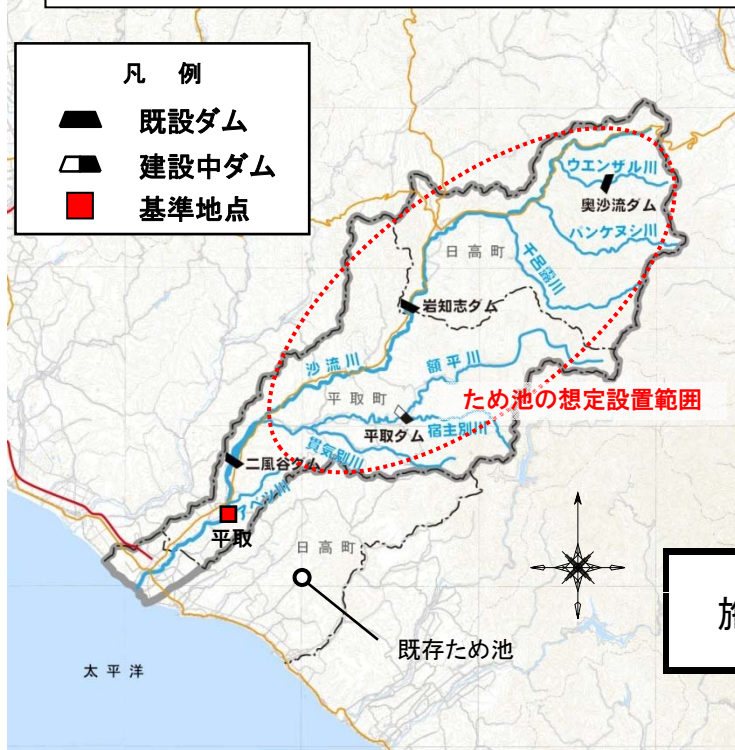 凡 例
既設ダム
建設中ダム
基準地点
ウエンザル川
奥沙流ダム
パンケヌシ川
日高町
千呂露川
岩知志ダム
沙流川
額平川
平取町
ため池の想定設置範囲
平取ダム
宿主別川
貫気別川
二風谷ダム
アベツ川
平取
日高町
既存ため池
太平洋